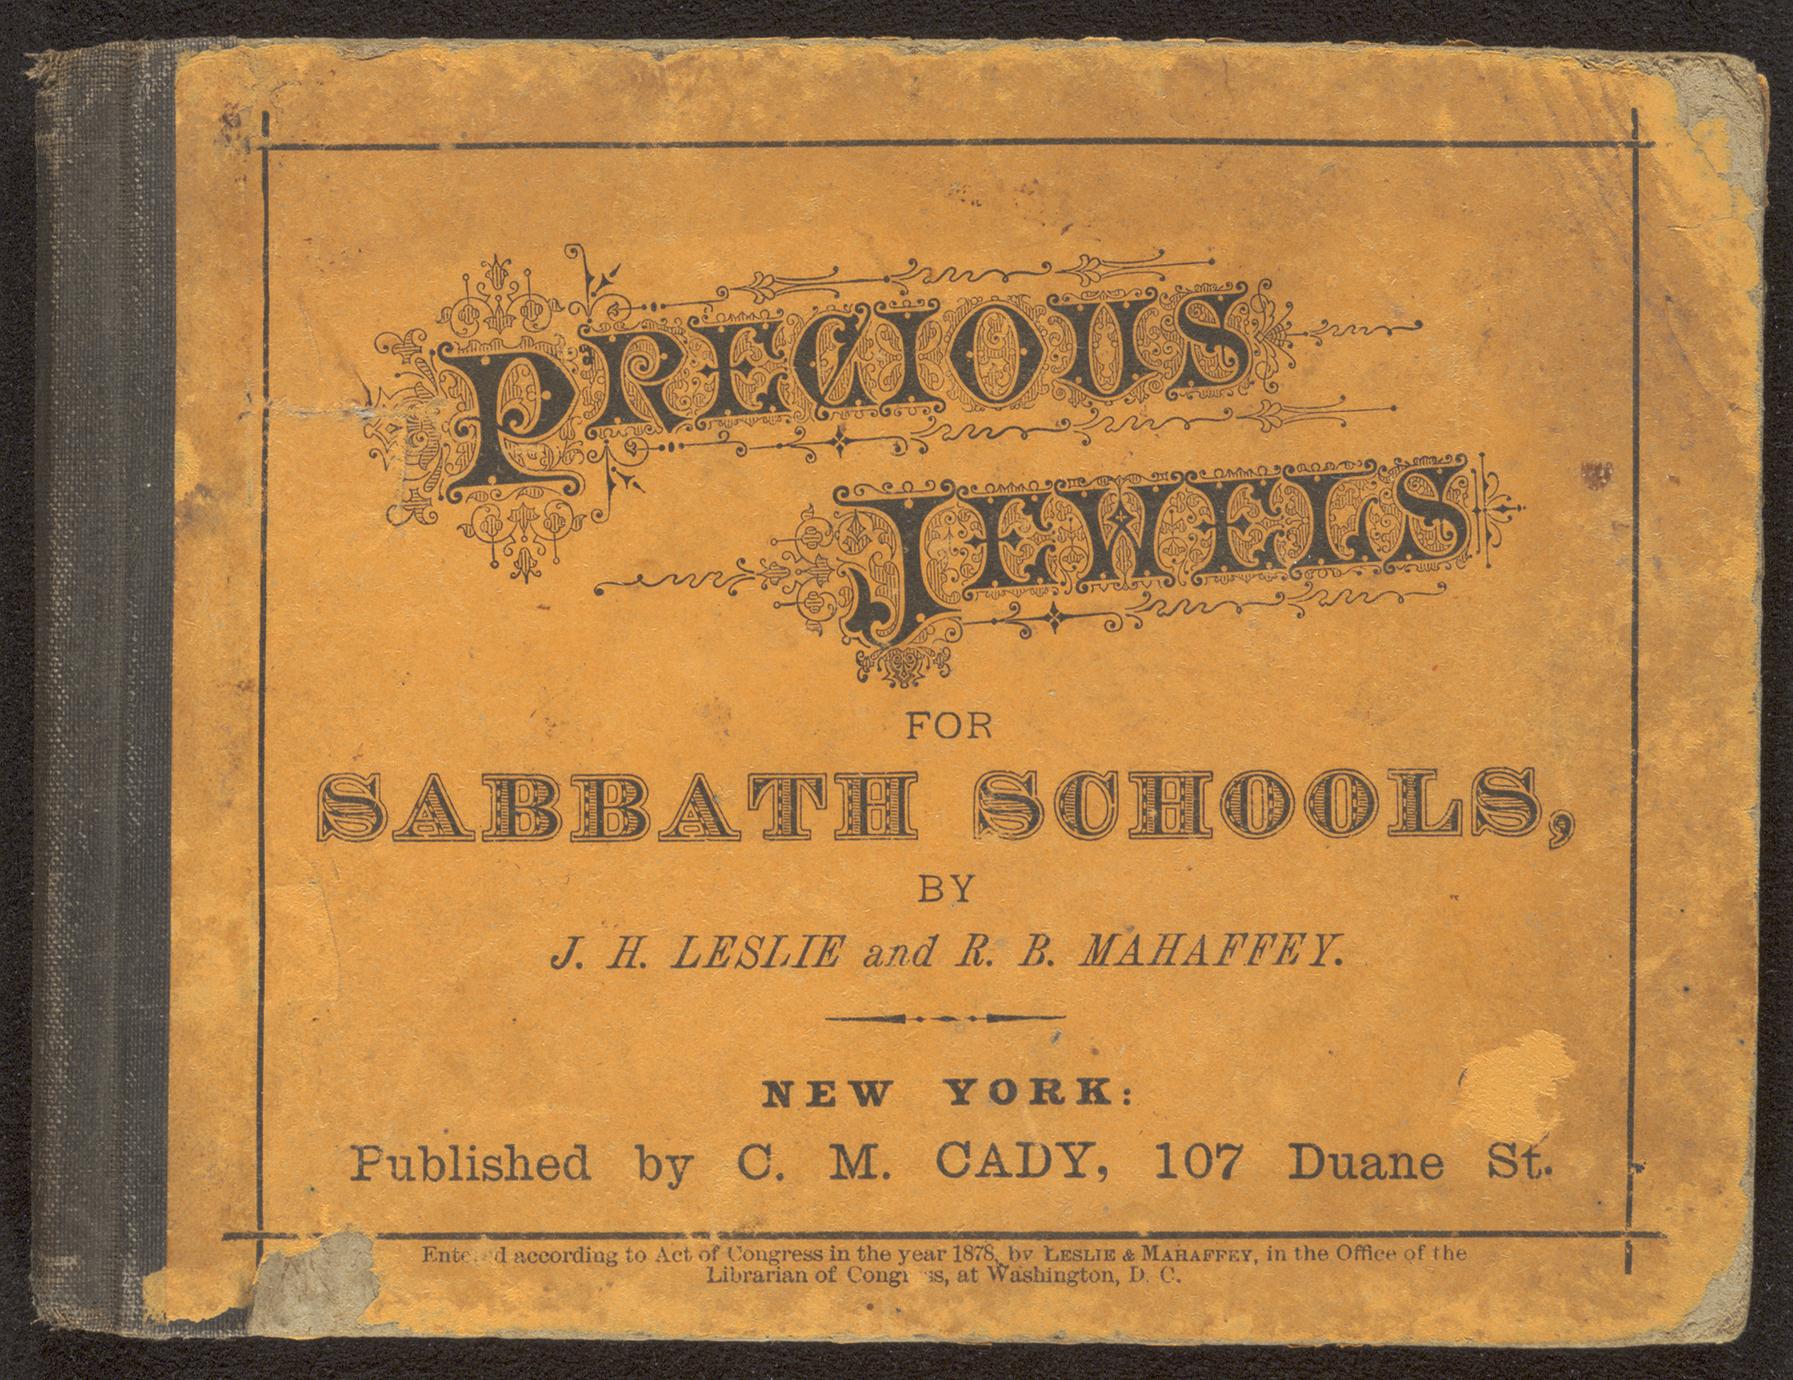 PRECIOUS
JEWELS
FOR
SABBATH SCHOOLS,
BY
J. H. LESLIE and R. B. MAHAFFEY.
NEW YORK:
Published by C. M. CADY, 107 Duane St.
Entered according to Act of Congress in the year 1878, by LESLIE & MAHAFFEY, in the Office of the
Librarian of Congress, at Washington, D. C.